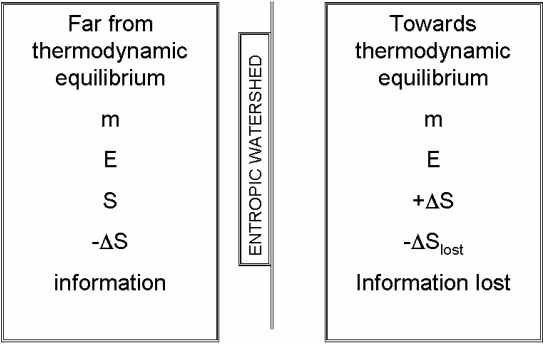 Far from
thermodynamic
equilibrium
m
E
S
-ΔS
information
ENTROPIC WATERSHED
Towards
thermodynamic
equilibrium
m
E
+ΔS
-ΔSlost
Information lost